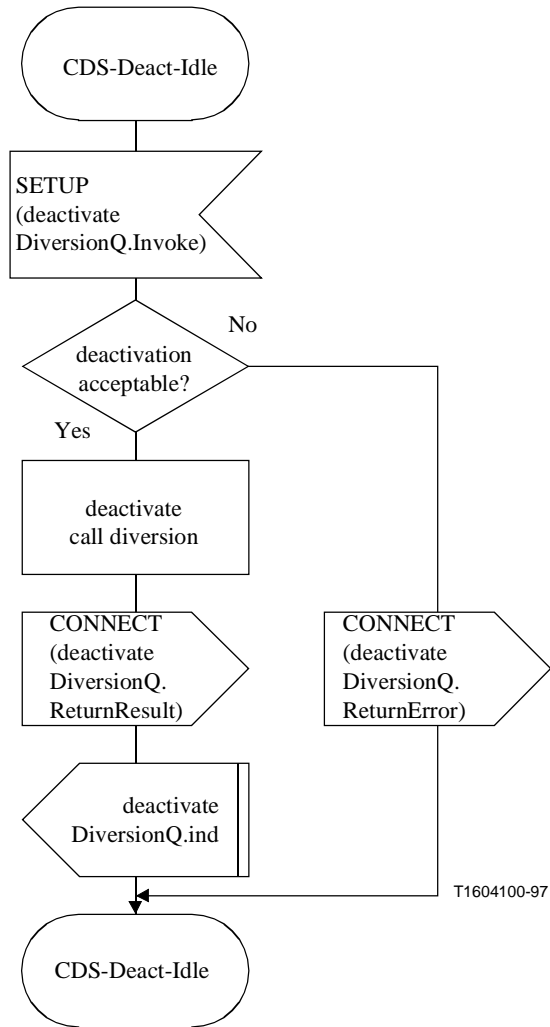 CDS-Deact-Idle
SETUP
(deactivate
DiversionQ.Invoke)
No
deactivation
acceptable?
Yes
deactivate
call diversion
CONNECT
(deactivate
DiversionQ.
ReturnResult)
CONNECT
(deactivate
DiversionQ.
ReturnError)
deactivate
DiversionQ.ind
T1604100-97
CDS-Deact-Idle